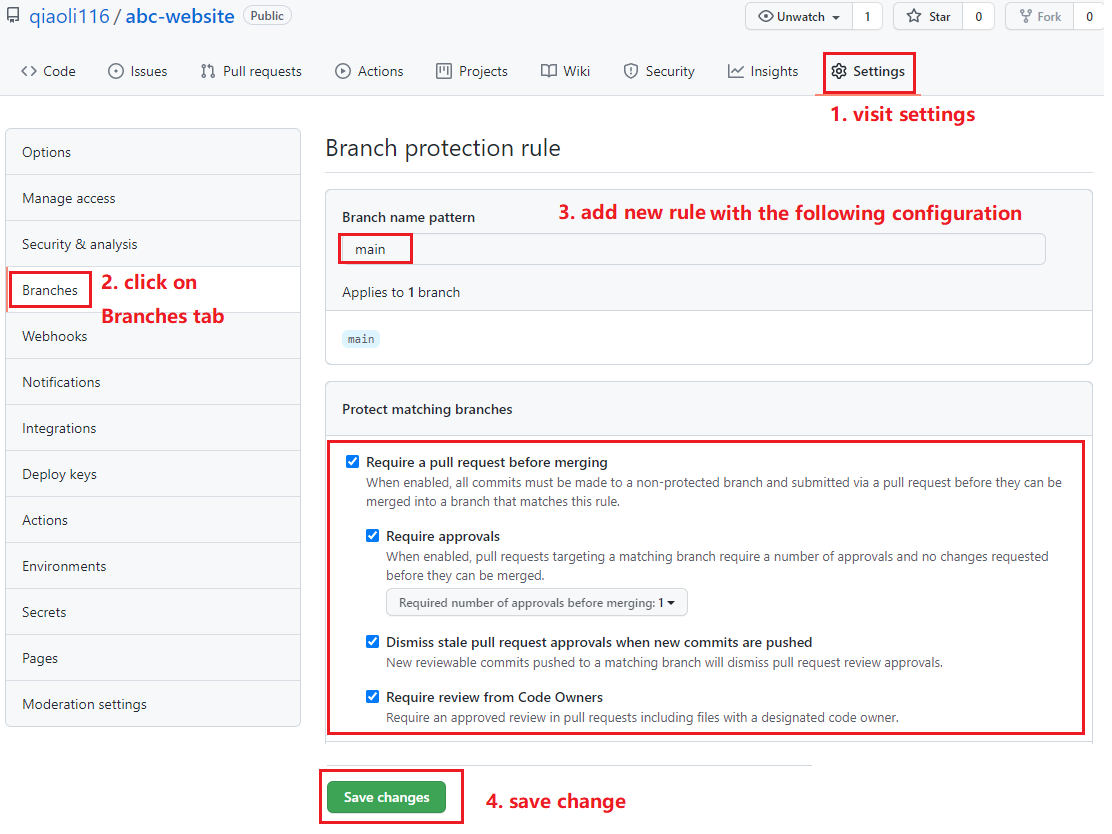 qiaoli116 / abc-website Public Unwatch 1 Star 0 Fork 0
Code Issues Pull requests Actions Projects Wiki Security Insights Settings
1. visit settings
Options
Manage access
Security & analysis
Branches
2. click on
Branches tab
Webhooks
Notifications
Integrations
Deploy keys
Actions
Environments
Secrets
Pages
Moderation settings
Branch protection rule
Branch name pattern
3. add new rule with the following configuration
main
Applies to 1 branch
main
Protect matching branches
Require a pull request before merging
When enabled, all commits must be made to a non-protected branch and submitted via a pull request before they can be
merged into a branch that matches this rule.
Require approvals
When enabled, pull requests targeting a matching branch require a number of approvals and no changes requested
before they can be merged.
Required number of approvals before merging: 1
Dismiss stale pull request approvals when new commits are pushed
New reviewable commits pushed to a matching branch will dismiss pull request review approvals.
Require review from Code Owners
Require an approved review in pull requests including files with a designated code owner.
Save changes
4. save change